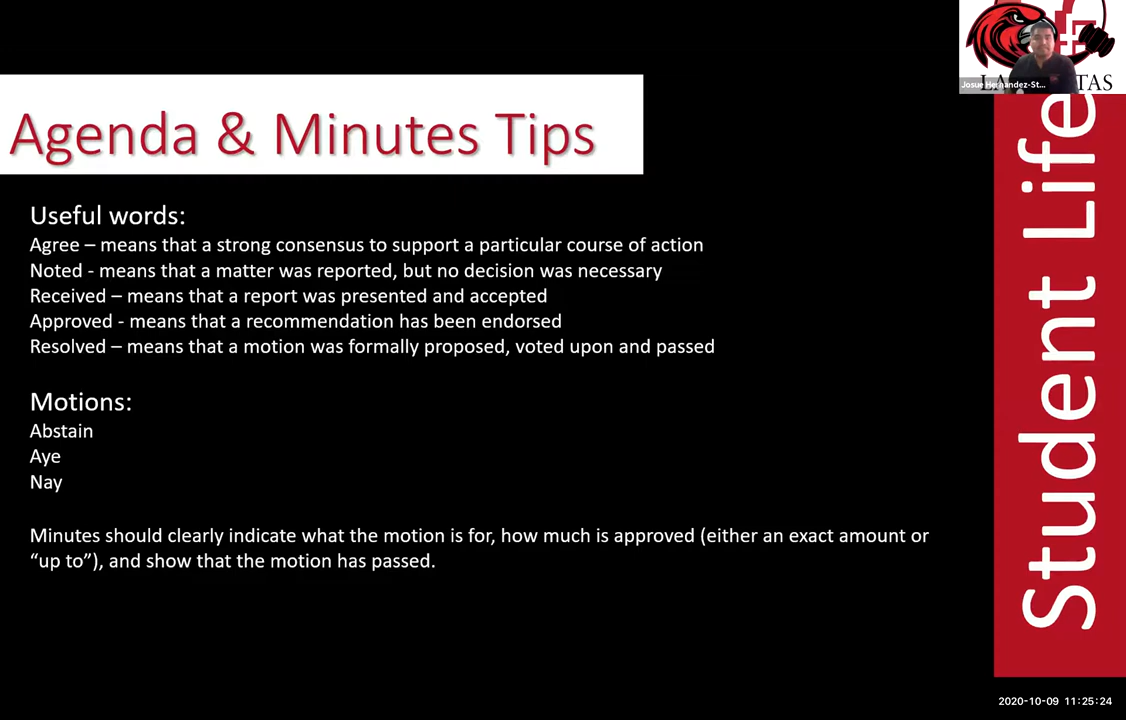 Agenda & Minutes Tips
Useful words:
Agree – means that a strong consensus to support a particular course of action
Noted - means that a matter was reported, but no decision was necessary
Received – means that a report was presented and accepted
Approved - means that a recommendation has been endorsed
Resolved – means that a motion was formally proposed, voted upon and passed
Motions:
Abstain
Aye
Nay
Minutes should clearly indicate what the motion is for, how much is approved (either an exact amount or
“up to”), and show that the motion has passed.
Josue Hernandez-St...
Student Life
2020-10-09 11:25:24